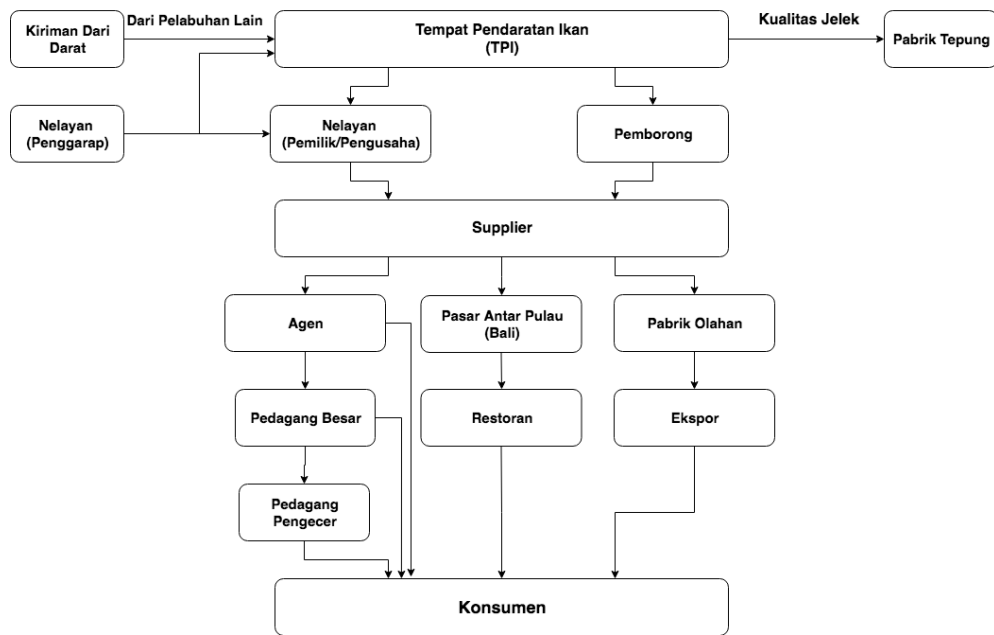 Kiriman Dari
Darat
Dari Pelabuhan Lain
Tempat Pendaratan Ikan
(TPI)
Kualitas Jelek
Pabrik Tepung
Nelayan
(Penggarap)
Nelayan
(Pemilik/Pengusaha)
Pemborong
Supplier
Agen
Pasar Antar Pulau
(Bali)
Pabrik Olahan
Pedagang Besar
Restoran
Ekspor
Pedagang
Pengecer
Konsumen